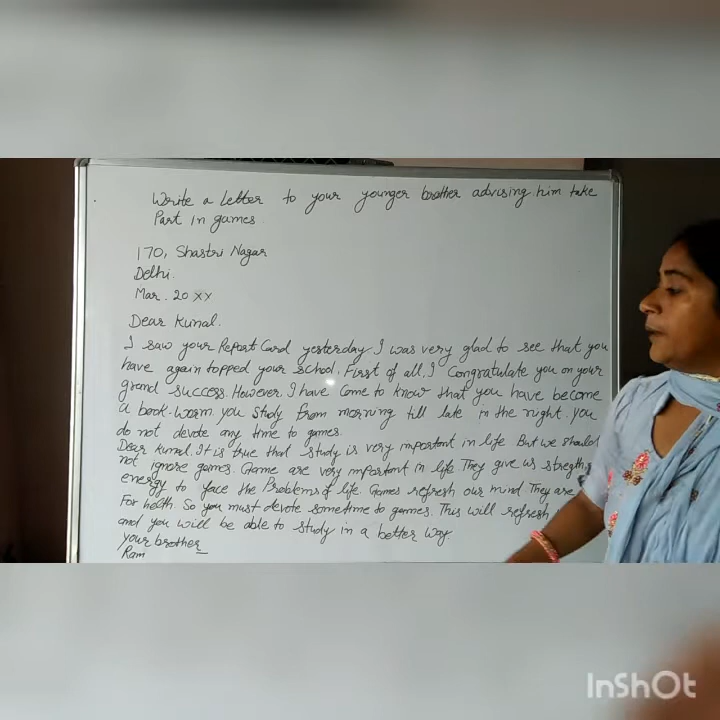 Write a letter to your younger brother advising him take
Part in games
170, Shastri Nagar
Delhi.
Mar. 20 XX
Dear Kunal.
I saw your Report Card yesterday I was very glad to see that you
have again topped your school. First of all, I Congratulate you on your
grand success. However I have come to know that you have become
a book-worm. you study from morning till late in the night. you
do not devote any time to games.
Dear Kunal. It is true that study is very important in life But we should
not ignore games. Game are very important in life. They give us stregth,
energy to face the Problems of life. Games refresh our mind They are
For helth. So you must devote sometime to games. This will refresh
and you will be able to study in a better way.
your brother
Ram
InShOt